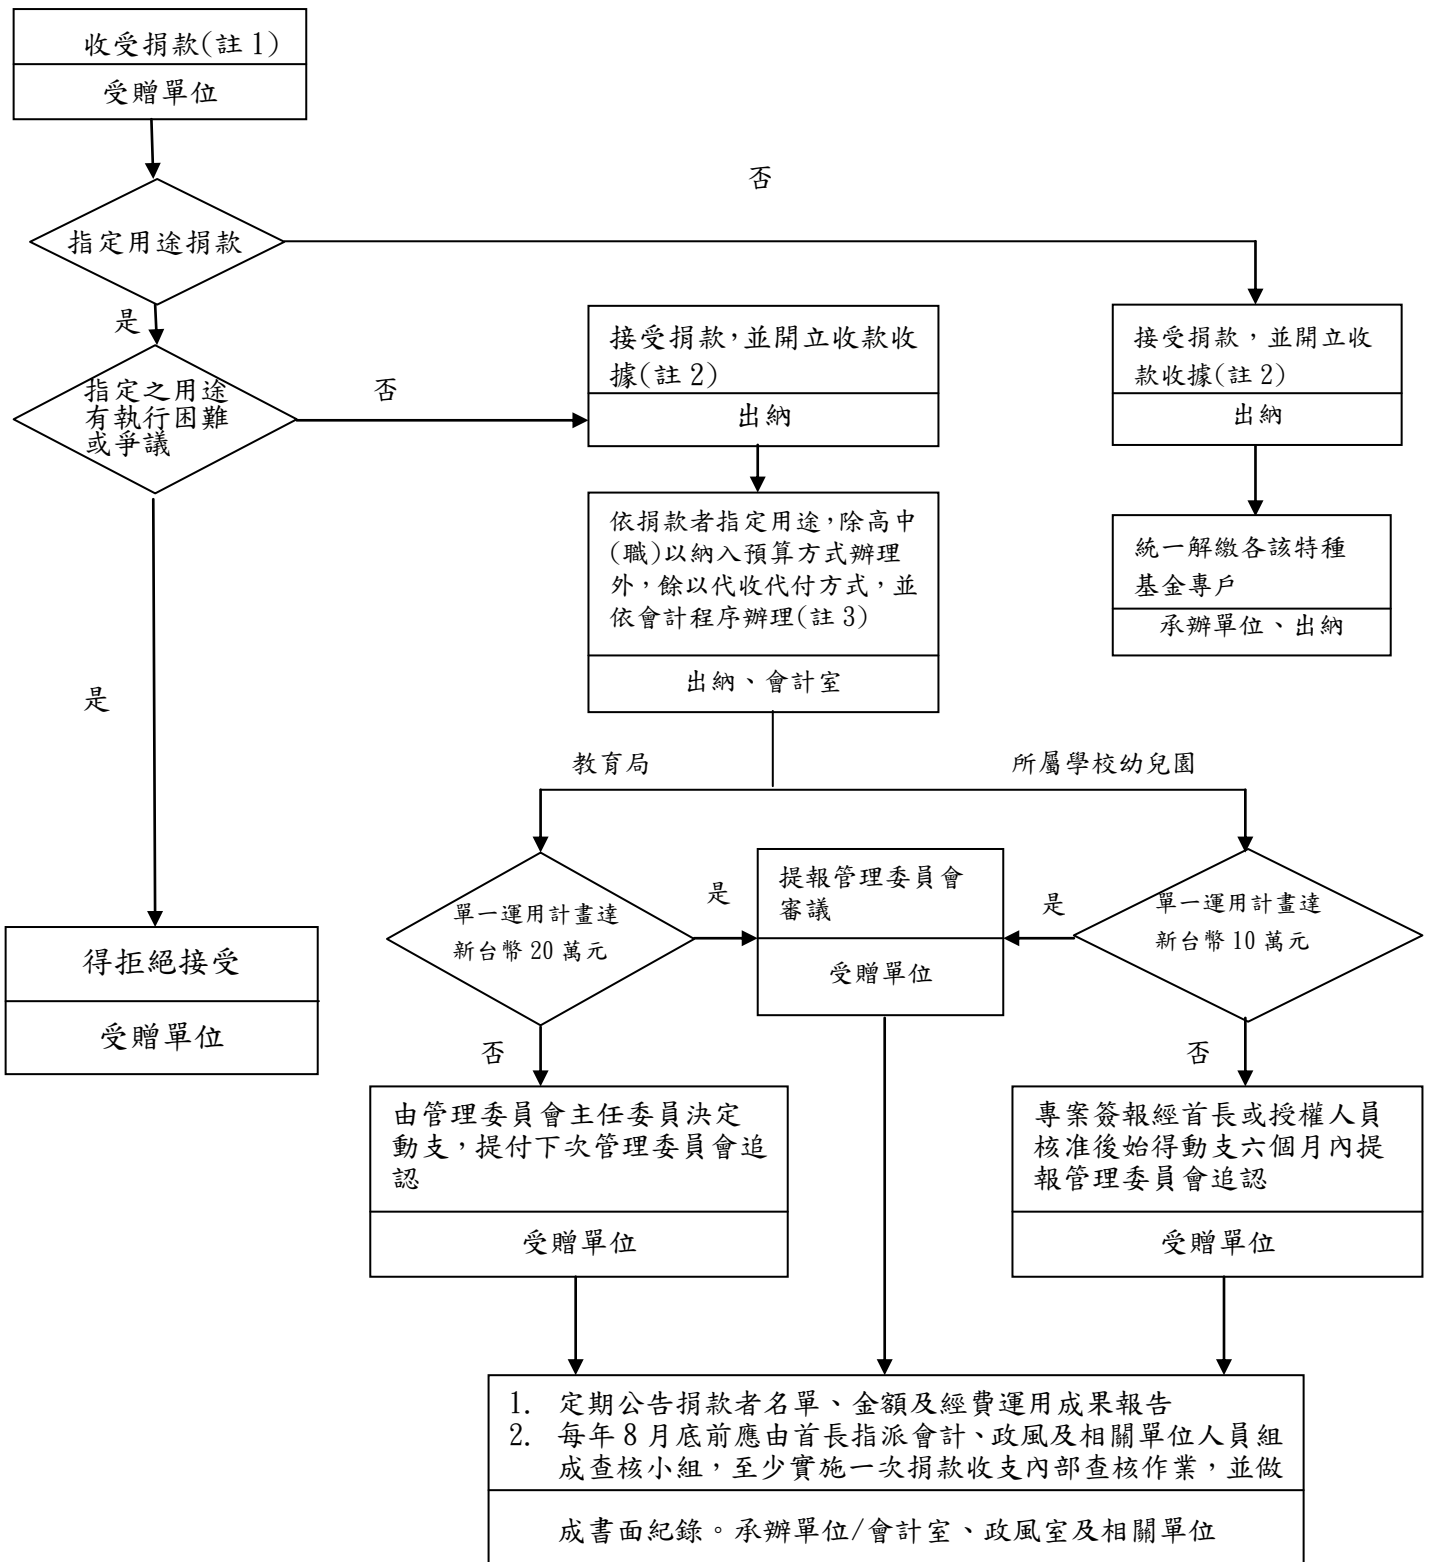 收受捐款(註1)
受贈單位
否
指定用途捐款
是
指定之用途
有執行困難
或爭議
否
接受捐款,並開立收款收
據(註2)
出納
接受捐款,並開立收
款收據(註2)
出納
依捐款者指定用途,除高中
(職)以納入預算方式辦理
外,餘以代收代付方式,並
依會計程序辦理(註3)
出納、會計室
統一解繳各該特種
基金專戶
承辦單位、出納
是
教育局
所屬學校幼兒園
單一運用計畫達
新台幣20萬元
是
提報管理委員會
審議
受贈單位
是
單一運用計畫達
新台幣10萬元
得拒絕接受
受贈單位
否
否
由管理委員會主任委員決定
動支,提付下次管理委員會追
認
受贈單位
專案簽報經首長或授權人員
核准後始得動支六個月內提
報管理委員會追認
受贈單位
1. 定期公告捐款者名單、金額及經費運用成果報告
2. 每年8月底前應由首長指派會計、政風及相關單位人員組
成查核小組,至少實施一次捐款收支內部查核作業,並做
成書面紀錄。承辦單位/會計室、政風室及相關單位